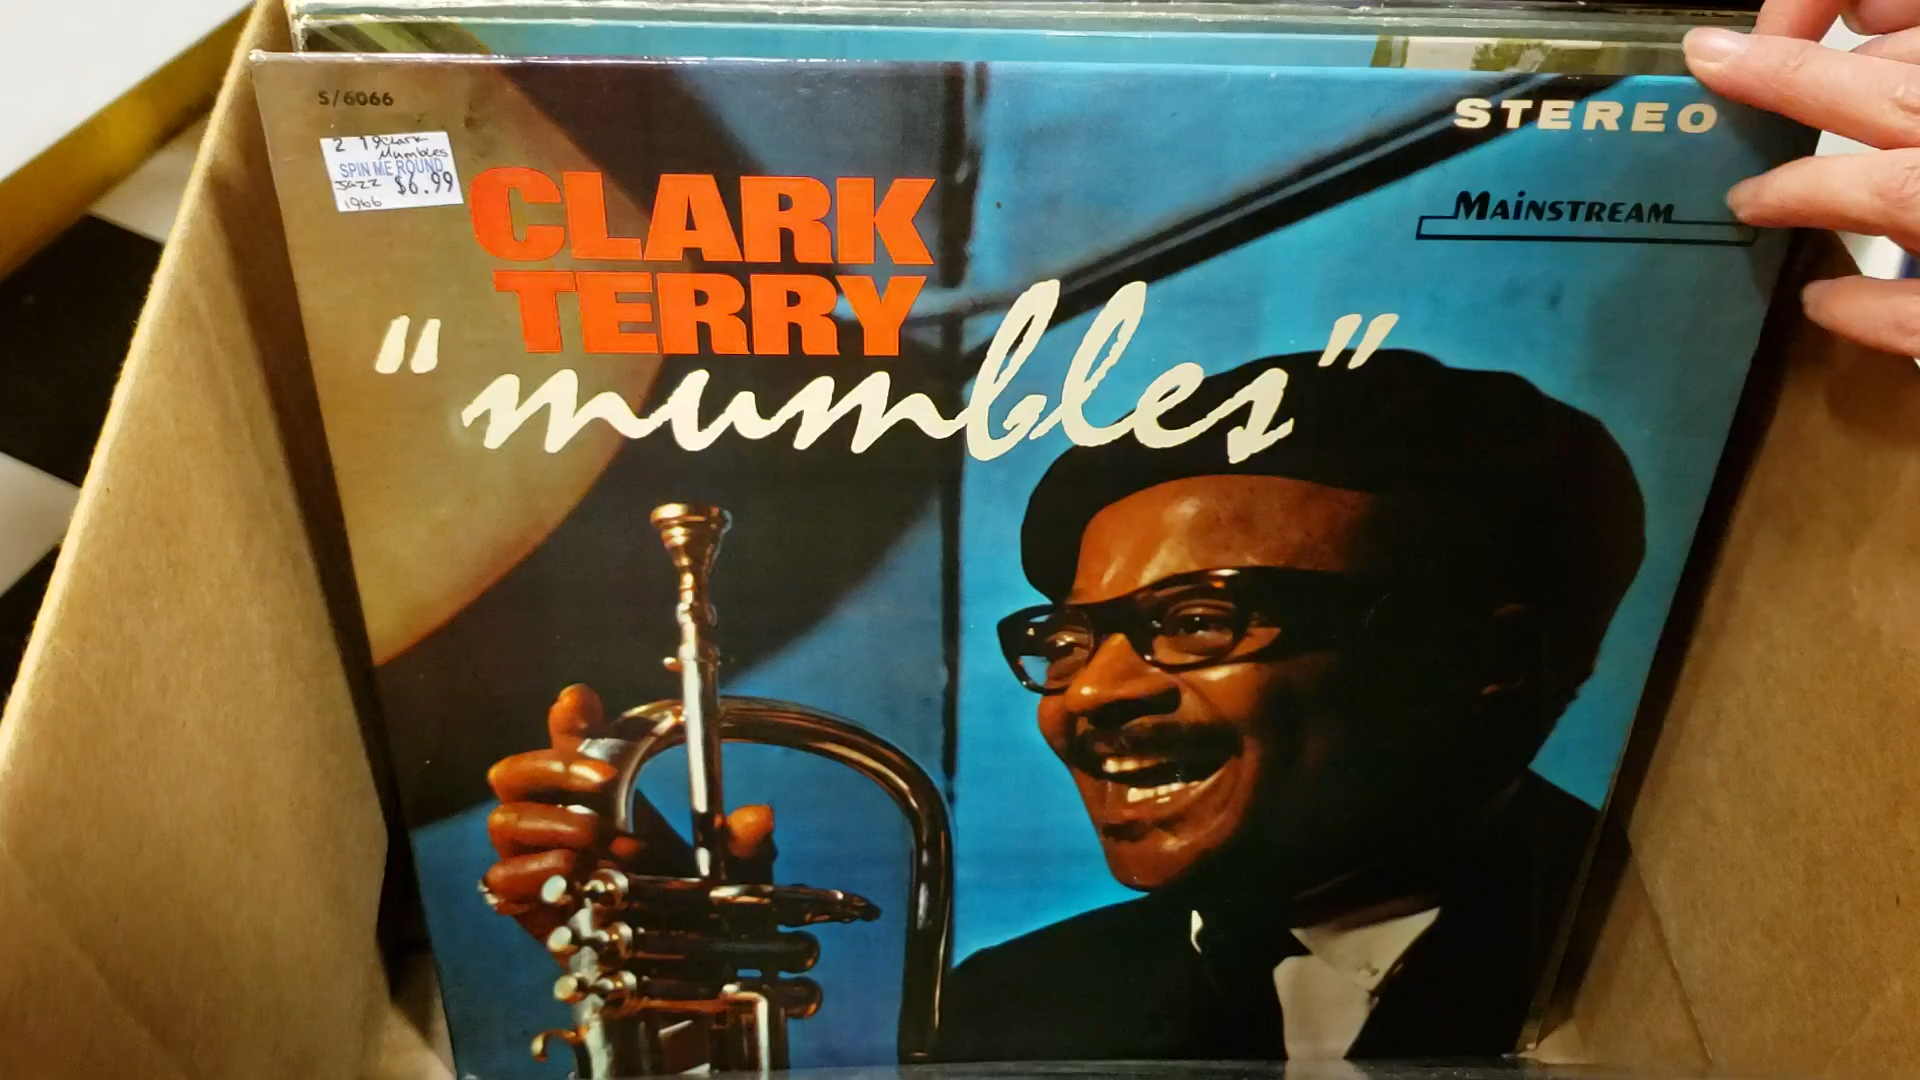 S/6066
STEREO
2 19 Clark
Mumbles
SPIN ME ROUND
Jazz $6.99
1966
MAINSTREAM
CLARK
TERRY
"mumbles"